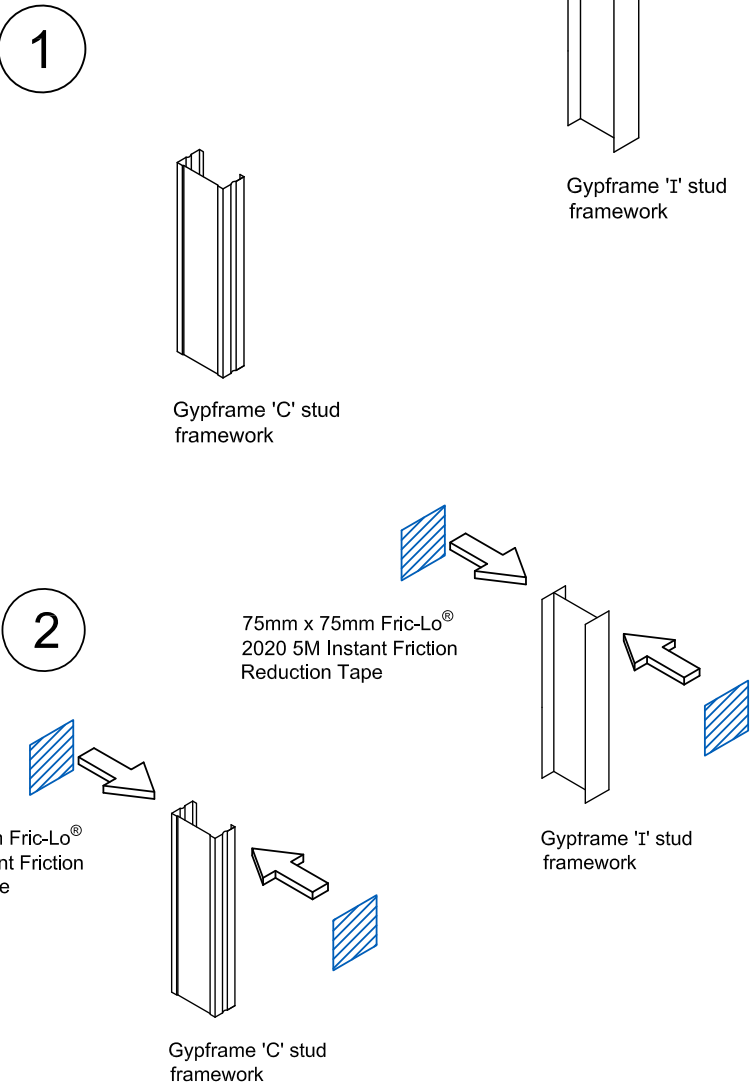 1
Gypframe 'I' stud
framework
Gypframe 'C' stud
framework
2
75mm x 75mm Fric-Lo®
2020 5M Instant Friction
Reduction Tape
Fric-Lo®
Friction
Gyptrame 'I' stud
framework
Gypframe 'C' stud
framework